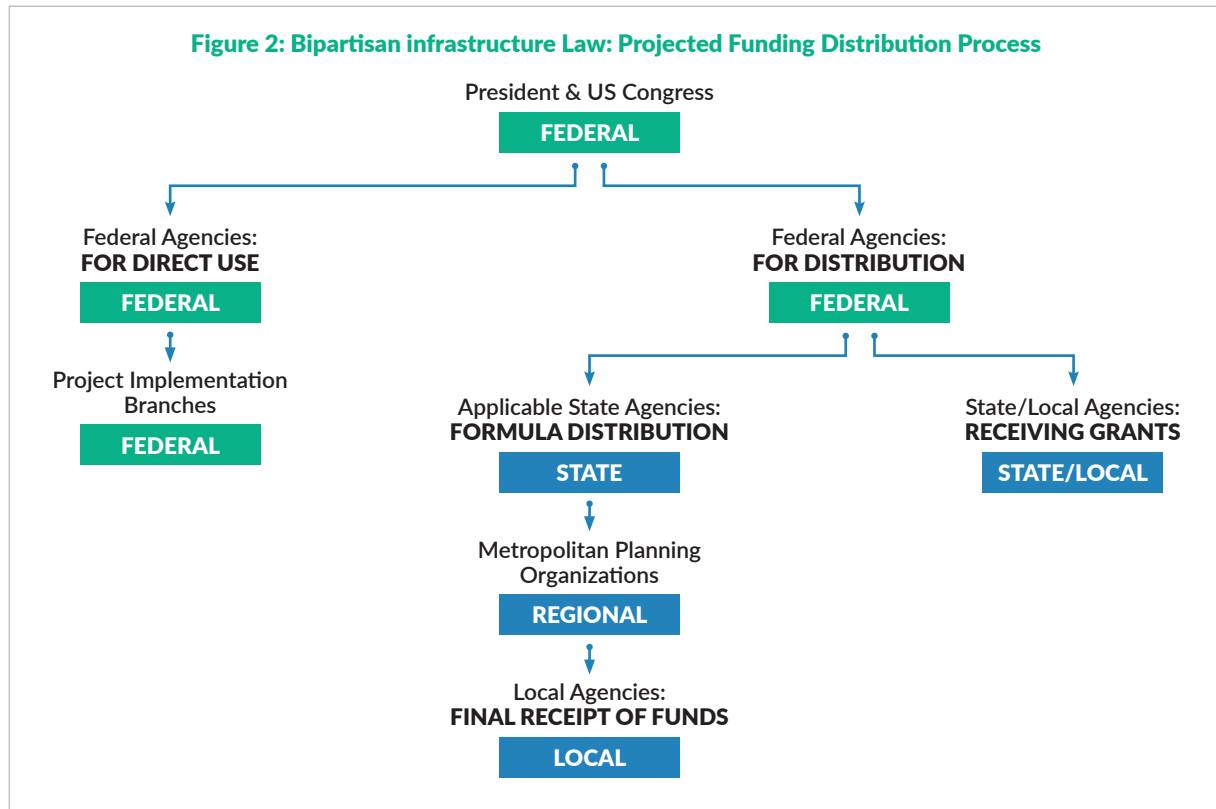 Figure 2: Bipartisan infrastructure Law: Projected Funding Distribution Process
President & US Congress
FEDERAL
Federal Agencies:
FOR DIRECT USE
FEDERAL
Project Implementation
Branches
FEDERAL
Federal Agencies:
FOR DISTRIBUTION
FEDERAL
Applicable State Agencies:
FORMULA DISTRIBUTION
STATE
Metropolitan Planning
Organizations
REGIONAL
Local Agencies:
FINAL RECEIPT OF FUNDS
LOCAL
State/Local Agencies:
RECEIVING GRANTS
STATE/LOCAL